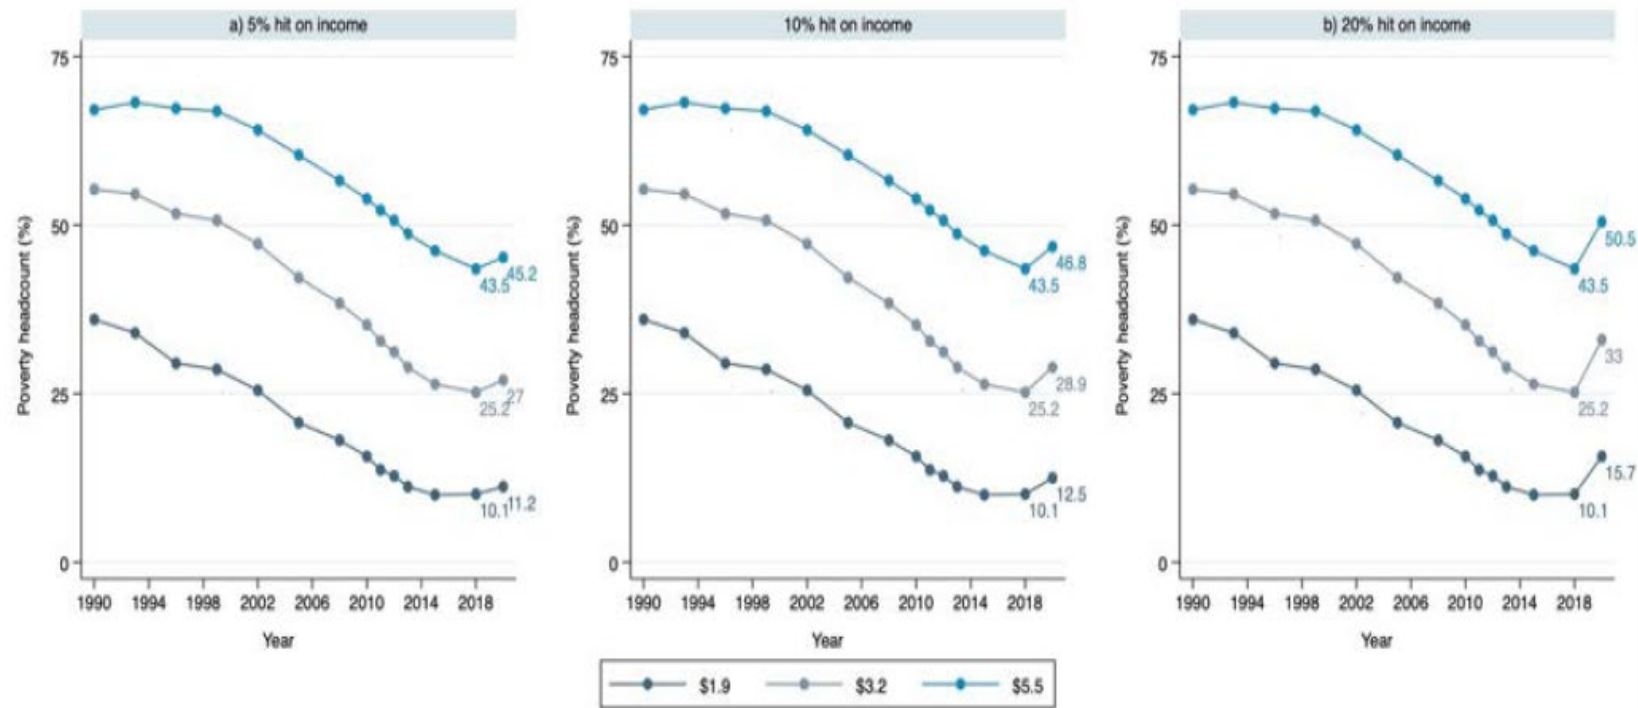 a) 5% hit on income
10% hit on income
b) 20% hit on income
Poverty headcount (%)
75
50
25
0
45.2
43.5
27
25.2
11.2
10.1
1990 1994 1998 2002 2006 2010 2014 2018
Year
Poverty headcount (%)
75
50
25
0
46.8
43.5
28.9
25.2
12.5
10.1
1990 1994 1998 2002 2006 2010 2014 2018
Year
Poverty headcount (%)
75
50
25
0
50.5
43.5
33
25.2
15.7
10.1
1990 1994 1998 2002 2006 2010 2014 2018
Year
$1.9 $3.2 $5.5